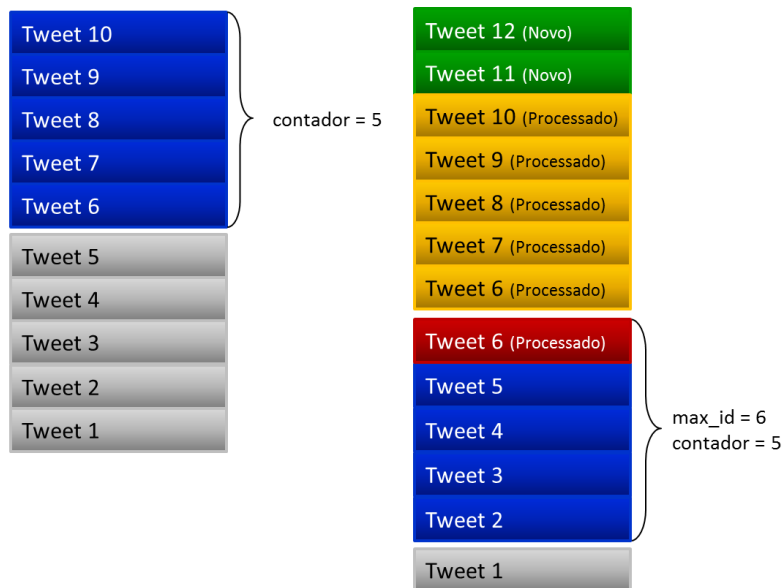 Tweet 10
Tweet 9
Tweet 8
Tweet 7
Tweet 6
contador = 5
Tweet 5
Tweet 4
Tweet 3
Tweet 2
Tweet 1
Tweet 12 (Novo)
Tweet 11 (Novo)
Tweet 10 (Processado)
Tweet 9 (Processado)
Tweet 8 (Processado)
Tweet 7 (Processado)
Tweet 6 (Processado)
Tweet 6 (Processado)
Tweet 5
Tweet 4
Tweet 3
Tweet 2
max_id = 6
contador = 5
Tweet 1